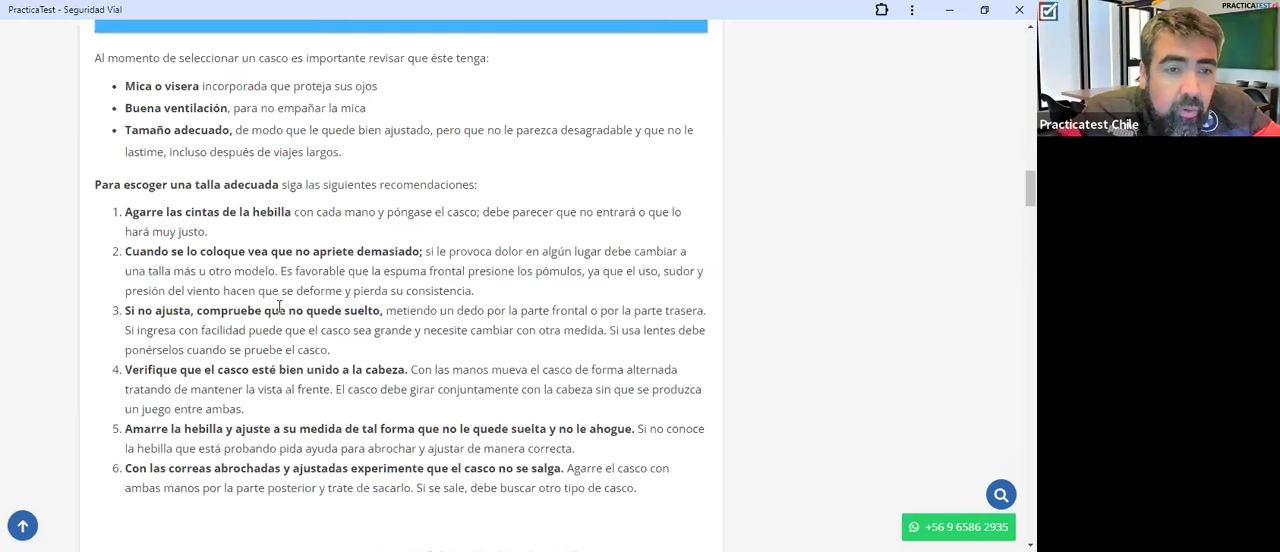 PracticaTest - Seguridad Vial
PRACTICATEST
Al momento de seleccionar un casco es importante revisar que éste tenga:
• Mica o visera incorporada que proteja sus ojos
• Buena ventilación, para no empañar la mica
• Tamaño adecuado, de modo que le quede bien ajustado, pero que no le parezca desagradable y que no le
lastime, incluso después de viajes largos.
Practicatest Chile
Para escoger una talla adecuada siga las siguientes recomendaciones:
1. Agarre las cintas de la hebilla con cada mano y póngase el casco; debe parecer que no entrará o que lo
hará muy justo.
2. Cuando se lo coloque vea que no apriete demasiado; si le provoca dolor en algún lugar debe cambiar a
una talla más u otro modelo. Es favorable que la espuma frontal presione los pómulos, ya que el uso, sudor y
presión del viento hacen que se deforme y pierda su consistencia.
3. Si no ajusta, compruebe que no quede suelto, metiendo un dedo por la parte frontal o por la parte trasera.
Si ingresa con facilidad puede que el casco sea grande y necesite cambiar con otra medida. Si usa lentes debe
ponérselos cuando se pruebe el casco.
4. Verifique que el casco esté bien unido a la cabeza. Con las manos mueva el casco de forma alternada
tratando de mantener la vista al frente. El casco debe girar conjuntamente con la cabeza sin que se produzca
un juego entre ambas.
5. Amarre la hebilla y ajuste a su medida de tal forma que no le quede suelta y no le ahogue. Si no conoce
la hebilla que está probando pida ayuda para abrochar y ajustar de manera correcta.
6. Con las correas abrochadas y ajustadas experimente que el casco no se salga. Agarre el casco con
ambas manos por la parte posterior y trate de sacarlo. Si se sale, debe buscar otro tipo de casco.
+56 9 6586 2935